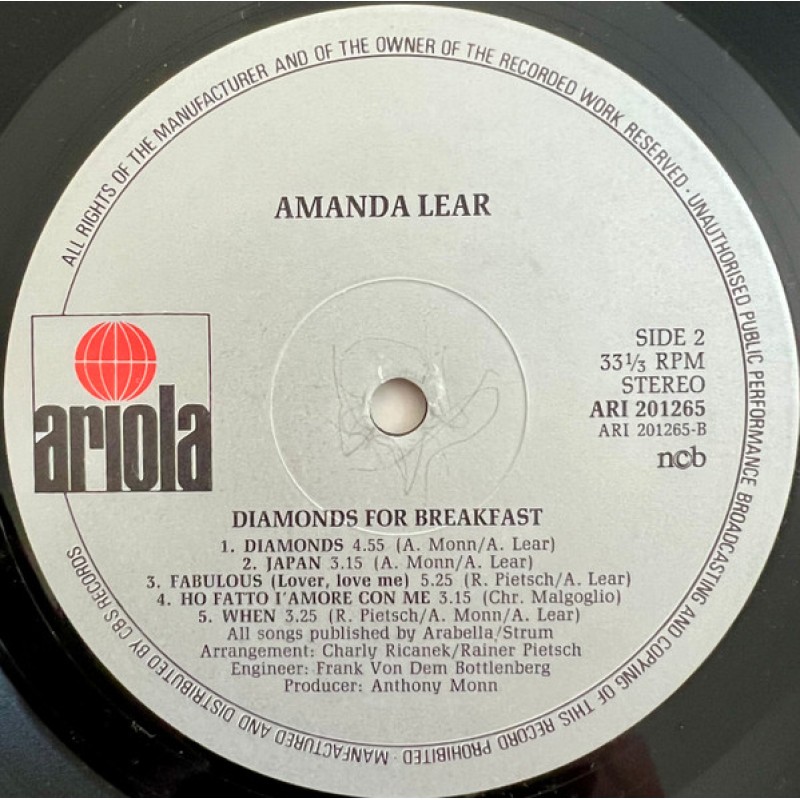 ALL RIGHTS OF THE MANUFACTURER AND OF THE OWNER OF THE RECORDED WORK RESERVED · UNAUTHORISED PUBLIC PERFORMANCE BROADCASTING AND COPYING OF THIS RECORD PROHIBITED · MANFACTURED AND DISTRIBUTED BY CBS RECORDS
AMANDA LEAR
ariola
SIDE 2
33⅓ RPM
STEREO
ARI 201265
ARI 201265-B
ncb
DIAMONDS FOR BREAKFAST
1. DIAMONDS 4.55 (A. Monn/A. Lear)
2. JAPAN 3.15 (A. Monn/A. Lear)
3. FABULOUS (Lover, love me) 5.25 (R. Pietsch/A. Lear)
4. HO FATTO I'AMORE CON ME 3.15 (Chr. Malgoglio)
5. WHEN 3.25 (R. Pietsch/A. Monn/A. Lear)
All songs published by Arabella/Strum
Arrangement: Charly Ricanek/Rainer Pietsch
Engineer: Frank Von Dem Bottlenberg
Producer: Anthony Monn